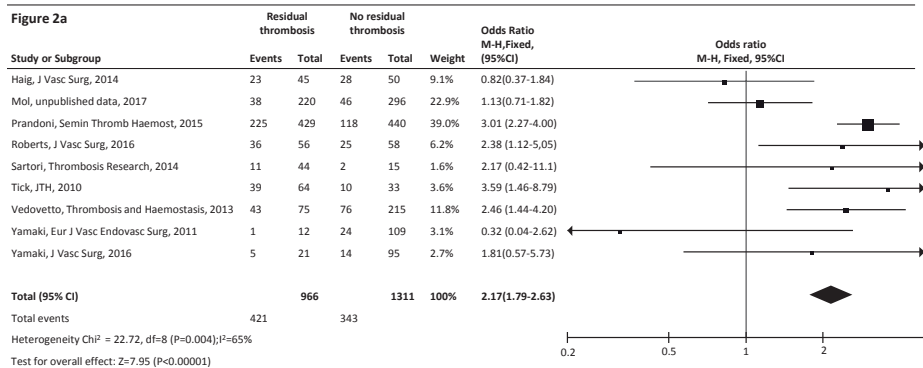 Figure 2a
Residual thrombosis No residual thrombosis Odds Ratio M-H,Fixed, (95%CI) Odds ratio M-H, Fixed, 95%CI
Study or Subgroup Events Total Events Total Weight
Haig, J Vasc Surg, 2014 23 45 28 50 9.1% 0.82(0.37-1.84)
Mol, unpublished data, 2017 38 220 46 296 22.9% 1.13(0.71-1.82)
Prandoni, Semin Thromb Haemost, 2015 225 429 118 440 39.0% 3.01 (2.27-4.00)
Roberts, J Vasc Surg, 2016 36 56 25 58 6.2% 2.38 (1.12-5,05)
Sartori, Thrombosis Research, 2014 11 44 2 15 1.6% 2.17 (0.42-11.1)
Tick, JTH, 2010 39 64 10 33 3.6% 3.59 (1.46-8.79)
Vedovetto, Thrombosis and Haemostasis, 2013 43 75 76 215 11.8% 2.46 (1.44-4.20)
Yamaki, Eur J Vasc Endovasc Surg, 2011 1 12 24 109 3.1% 0.32 (0.04-2.62)
Yamaki, J Vasc Surg, 2016 5 21 14 95 2.7% 1.81(0.57-5.73)
Total (95% CI) 966 1311 100% 2.17(1.79-2.63)
Total events 421 343
Heterogeneity Chi² = 22.72, df=8 (P=0.004);I²=65%
Test for overall effect: Z=7.95 (P<0.00001)
0.2 0.5 1 2